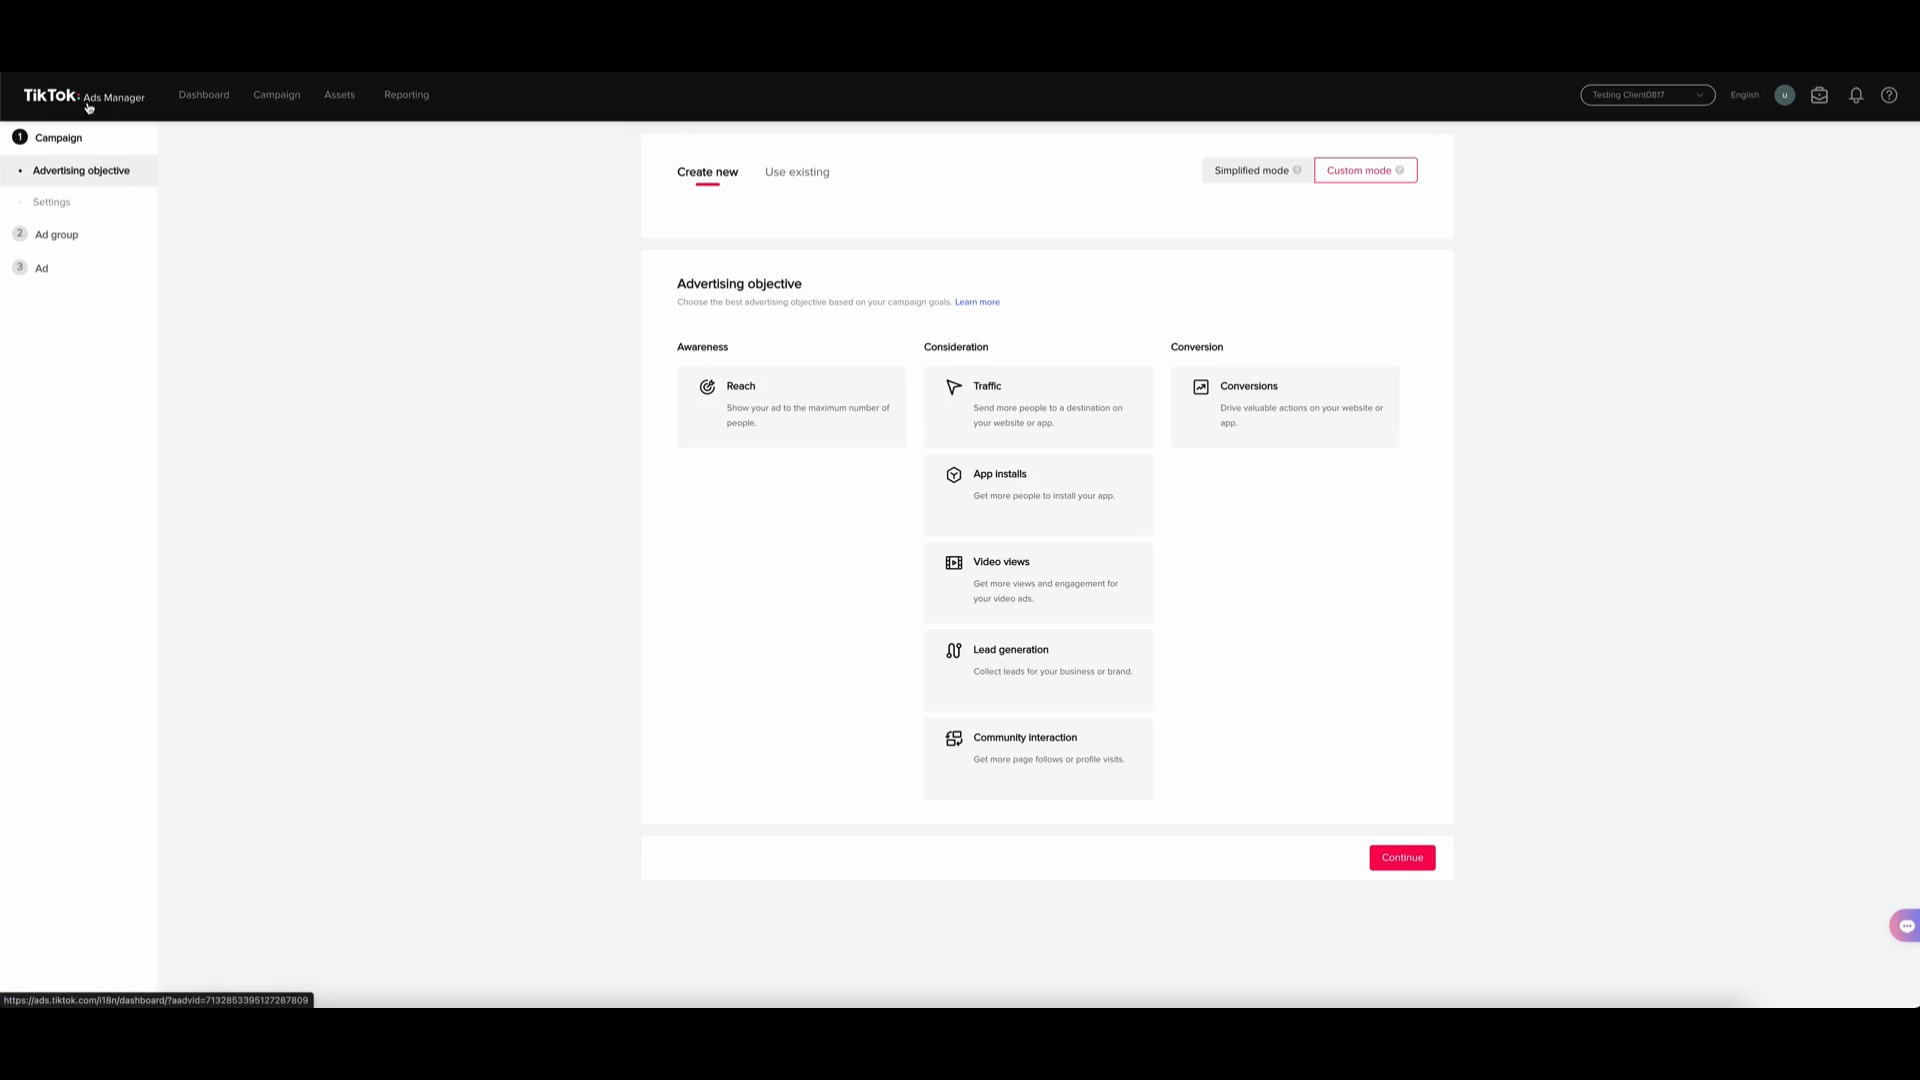 TikTok: Ads Manager
Dashboard
Campaign
Assets
Reporting
Testing Client0817
English
u
1 Campaign
Advertising objective
Settings
2 Ad group
3 Ad
Create new
Use existing
Simplified mode
Custom mode
Advertising objective
Choose the best advertising objective based on your campaign goals. Learn more
Awareness
Reach
Show your ad to the maximum number of
people.
Consideration
Traffic
Send more people to a destination on
your website or app.
App installs
Get more people to install your app.
Video views
Get more views and engagement for
your video ads.
Lead generation
Collect leads for your business or brand.
Community interaction
Get more page follows or profile visits.
Conversion
Conversions
Drive valuable actions on your website or
app.
Continue
https://ads.tiktok.com/i18n/dashboard/?aadvid=7132853395127287809